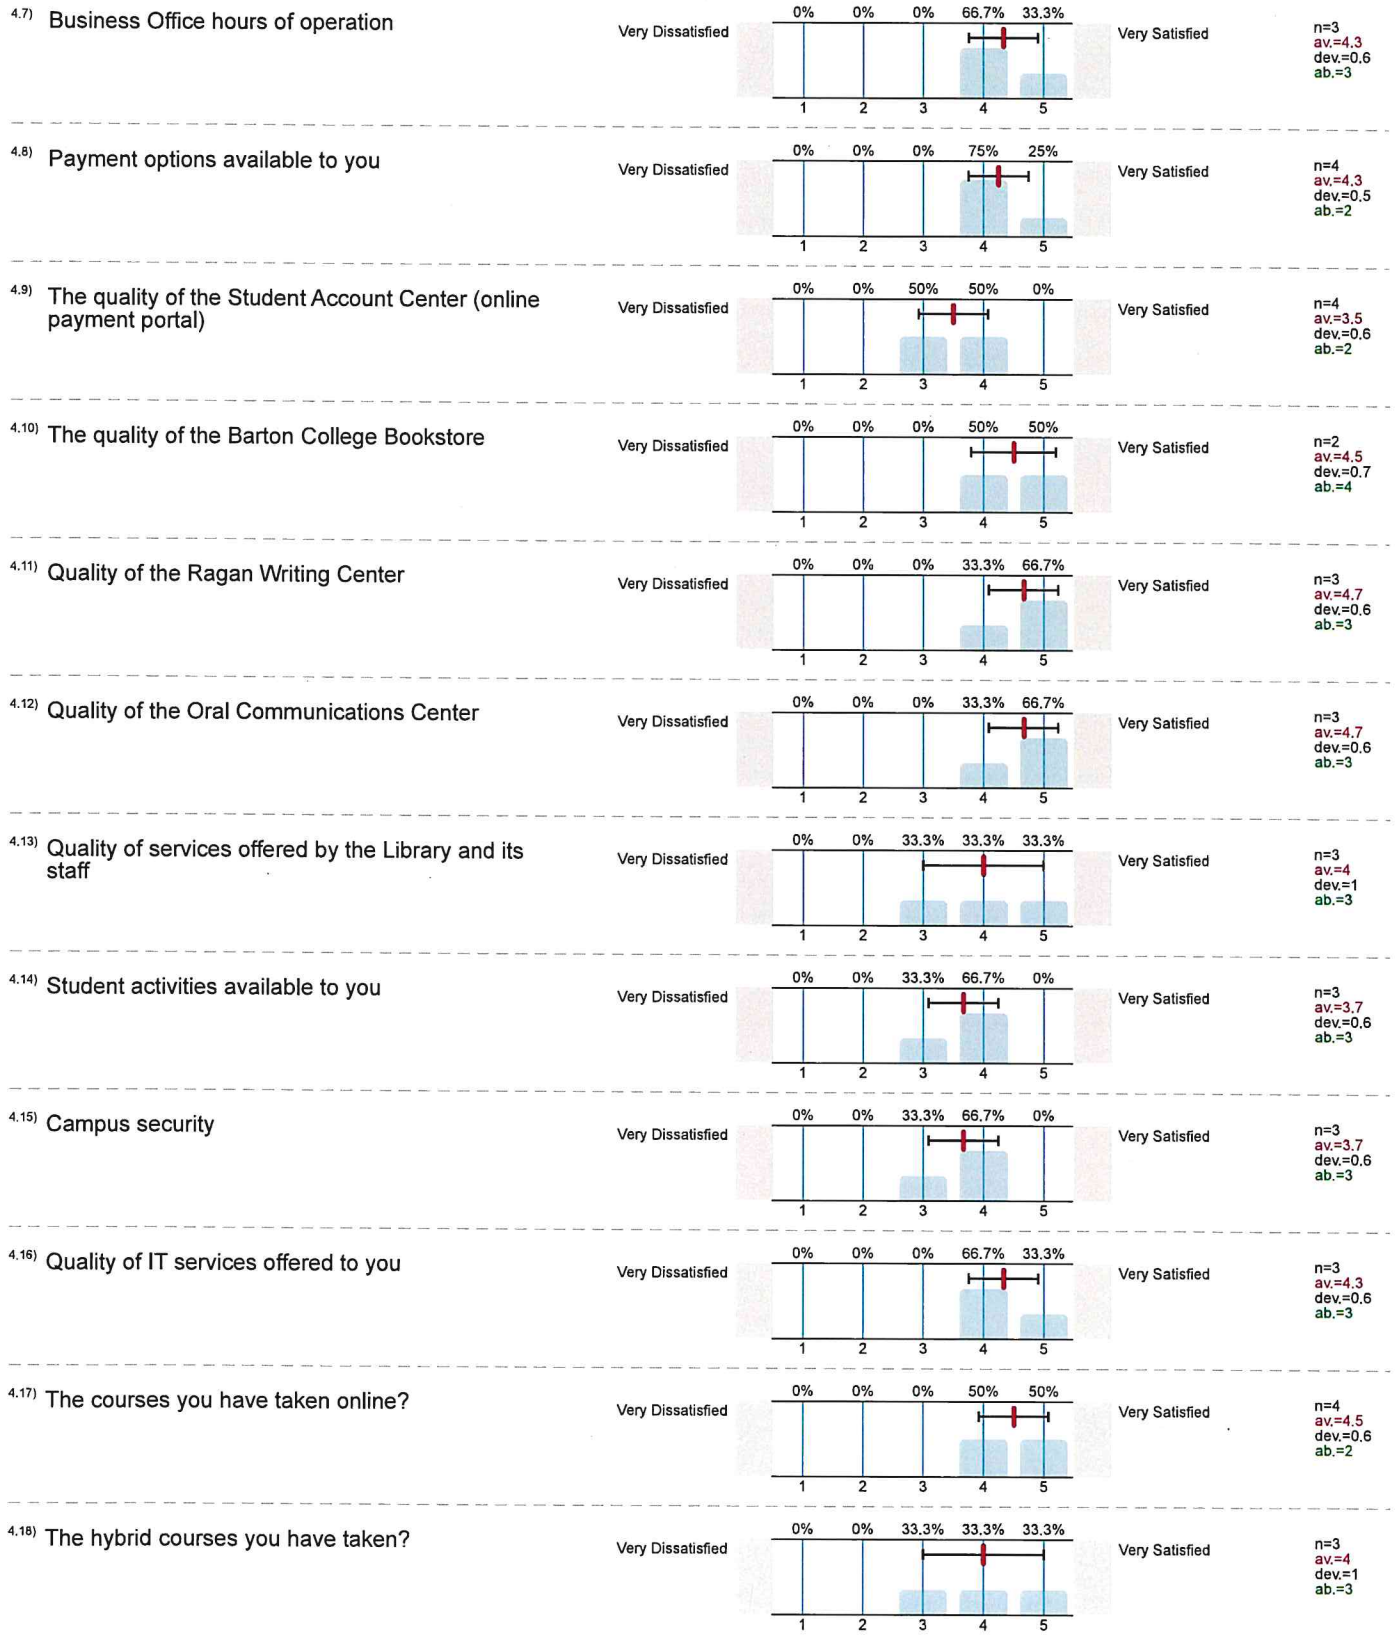 4.7) Business Office hours of operation
Very Dissatisfied
0% 0% 0% 66.7% 33.3%
1 2 3 4 5
Very Satisfied
n=3
av.=4.3
dev.=0.6
ab.=3
4.8) Payment options available to you
Very Dissatisfied
0% 0% 0% 75% 25%
1 2 3 4 5
Very Satisfied
n=4
av.=4.3
dev.=0.5
ab.=2
4.9) The quality of the Student Account Center (online
payment portal)
Very Dissatisfied
0% 0% 50% 50% 0%
1 2 3 4 5
Very Satisfied
n=4
av.=3.5
dev.=0.6
ab.=2
4.10) The quality of the Barton College Bookstore
Very Dissatisfied
0% 0% 0% 50% 50%
1 2 3 4 5
Very Satisfied
n=2
av.=4.5
dev.=0.7
ab.=4
4.11) Quality of the Ragan Writing Center
Very Dissatisfied
0% 0% 0% 33.3% 66.7%
1 2 3 4 5
Very Satisfied
n=3
av.=4.7
dev.=0.6
ab.=3
4.12) Quality of the Oral Communications Center
Very Dissatisfied
0% 0% 0% 33.3% 66.7%
1 2 3 4 5
Very Satisfied
n=3
av.=4.7
dev.=0.6
ab.=3
4.13) Quality of services offered by the Library and its
staff
Very Dissatisfied
0% 0% 33.3% 33.3% 33.3%
1 2 3 4 5
Very Satisfied
n=3
av.=4
dev.=1
ab.=3
4.14) Student activities available to you
Very Dissatisfied
0% 0% 33.3% 66.7% 0%
1 2 3 4 5
Very Satisfied
n=3
av.=3.7
dev.=0.6
ab.=3
4.15) Campus security
Very Dissatisfied
0% 0% 33.3% 66.7% 0%
1 2 3 4 5
Very Satisfied
n=3
av.=3.7
dev.=0.6
ab.=3
4.16) Quality of IT services offered to you
Very Dissatisfied
0% 0% 0% 66.7% 33.3%
1 2 3 4 5
Very Satisfied
n=3
av.=4.3
dev.=0.6
ab.=3
4.17) The courses you have taken online?
Very Dissatisfied
0% 0% 0% 50% 50%
1 2 3 4 5
Very Satisfied
n=4
av.=4.5
dev.=0.6
ab.=2
4.18) The hybrid courses you have taken?
Very Dissatisfied
0% 0% 33.3% 33.3% 33.3%
1 2 3 4 5
Very Satisfied
n=3
av.=4
dev.=1
ab.=3